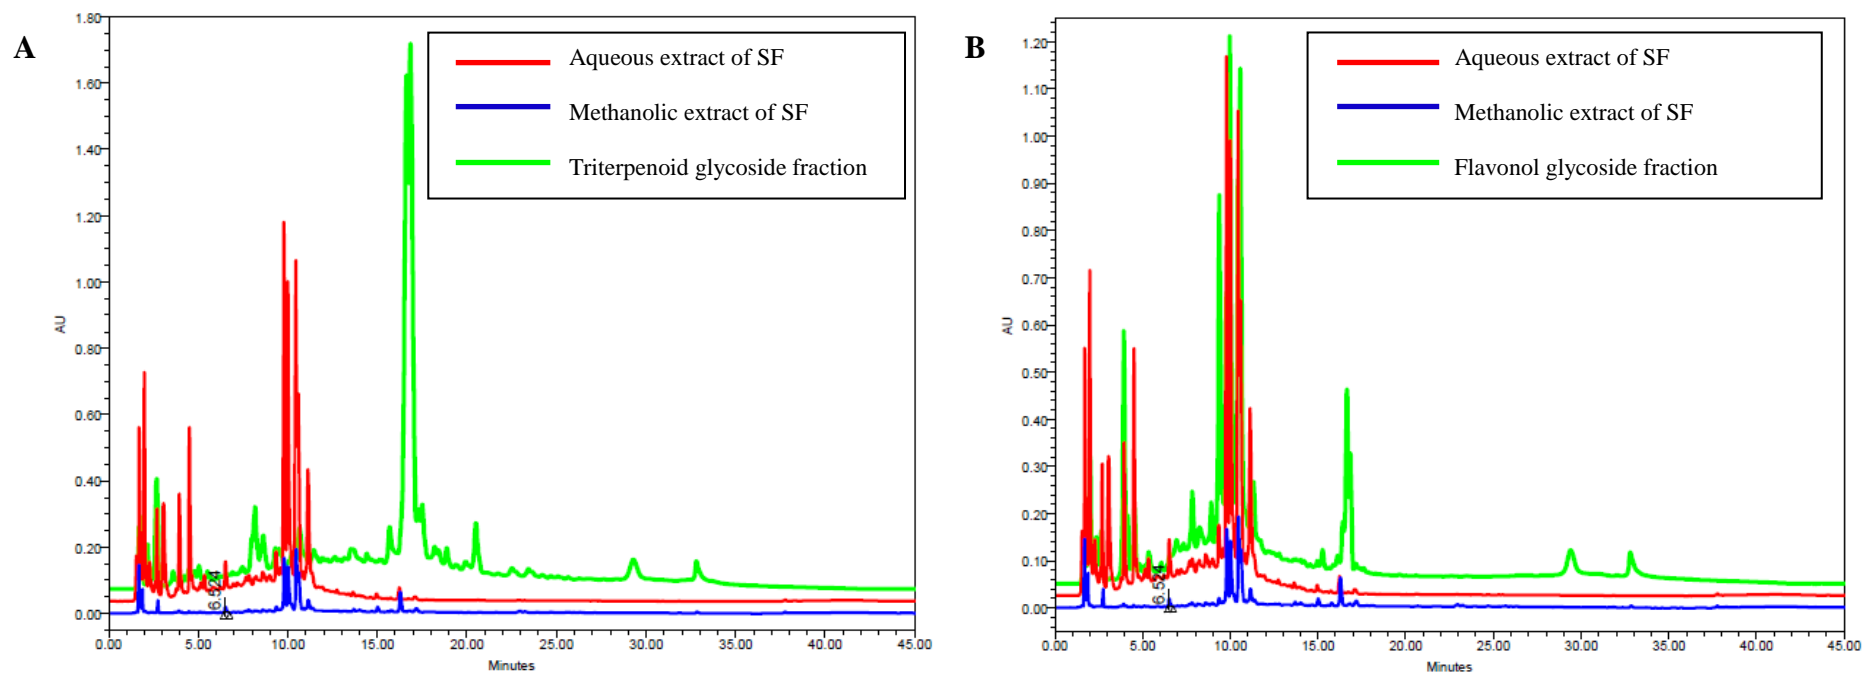 A
Aqueous extract of SF
Methanolic extract of SF
Triterpenoid glycoside fraction
1.80
1.60
1.40
1.20
1.00
0.80
0.60
0.40
0.20
0.00
AU
6.524
0.00 5.00 10.00 15.00 20.00 25.00 30.00 35.00 40.00 45.00
Minutes
B
Aqueous extract of SF
Methanolic extract of SF
Flavonol glycoside fraction
1.20
1.10
1.00
0.90
0.80
0.70
0.60
0.50
0.40
0.30
0.20
0.10
0.00
AU
6.524
0.00 5.00 10.00 15.00 20.00 25.00 30.00 35.00 40.00 45.00
Minutes